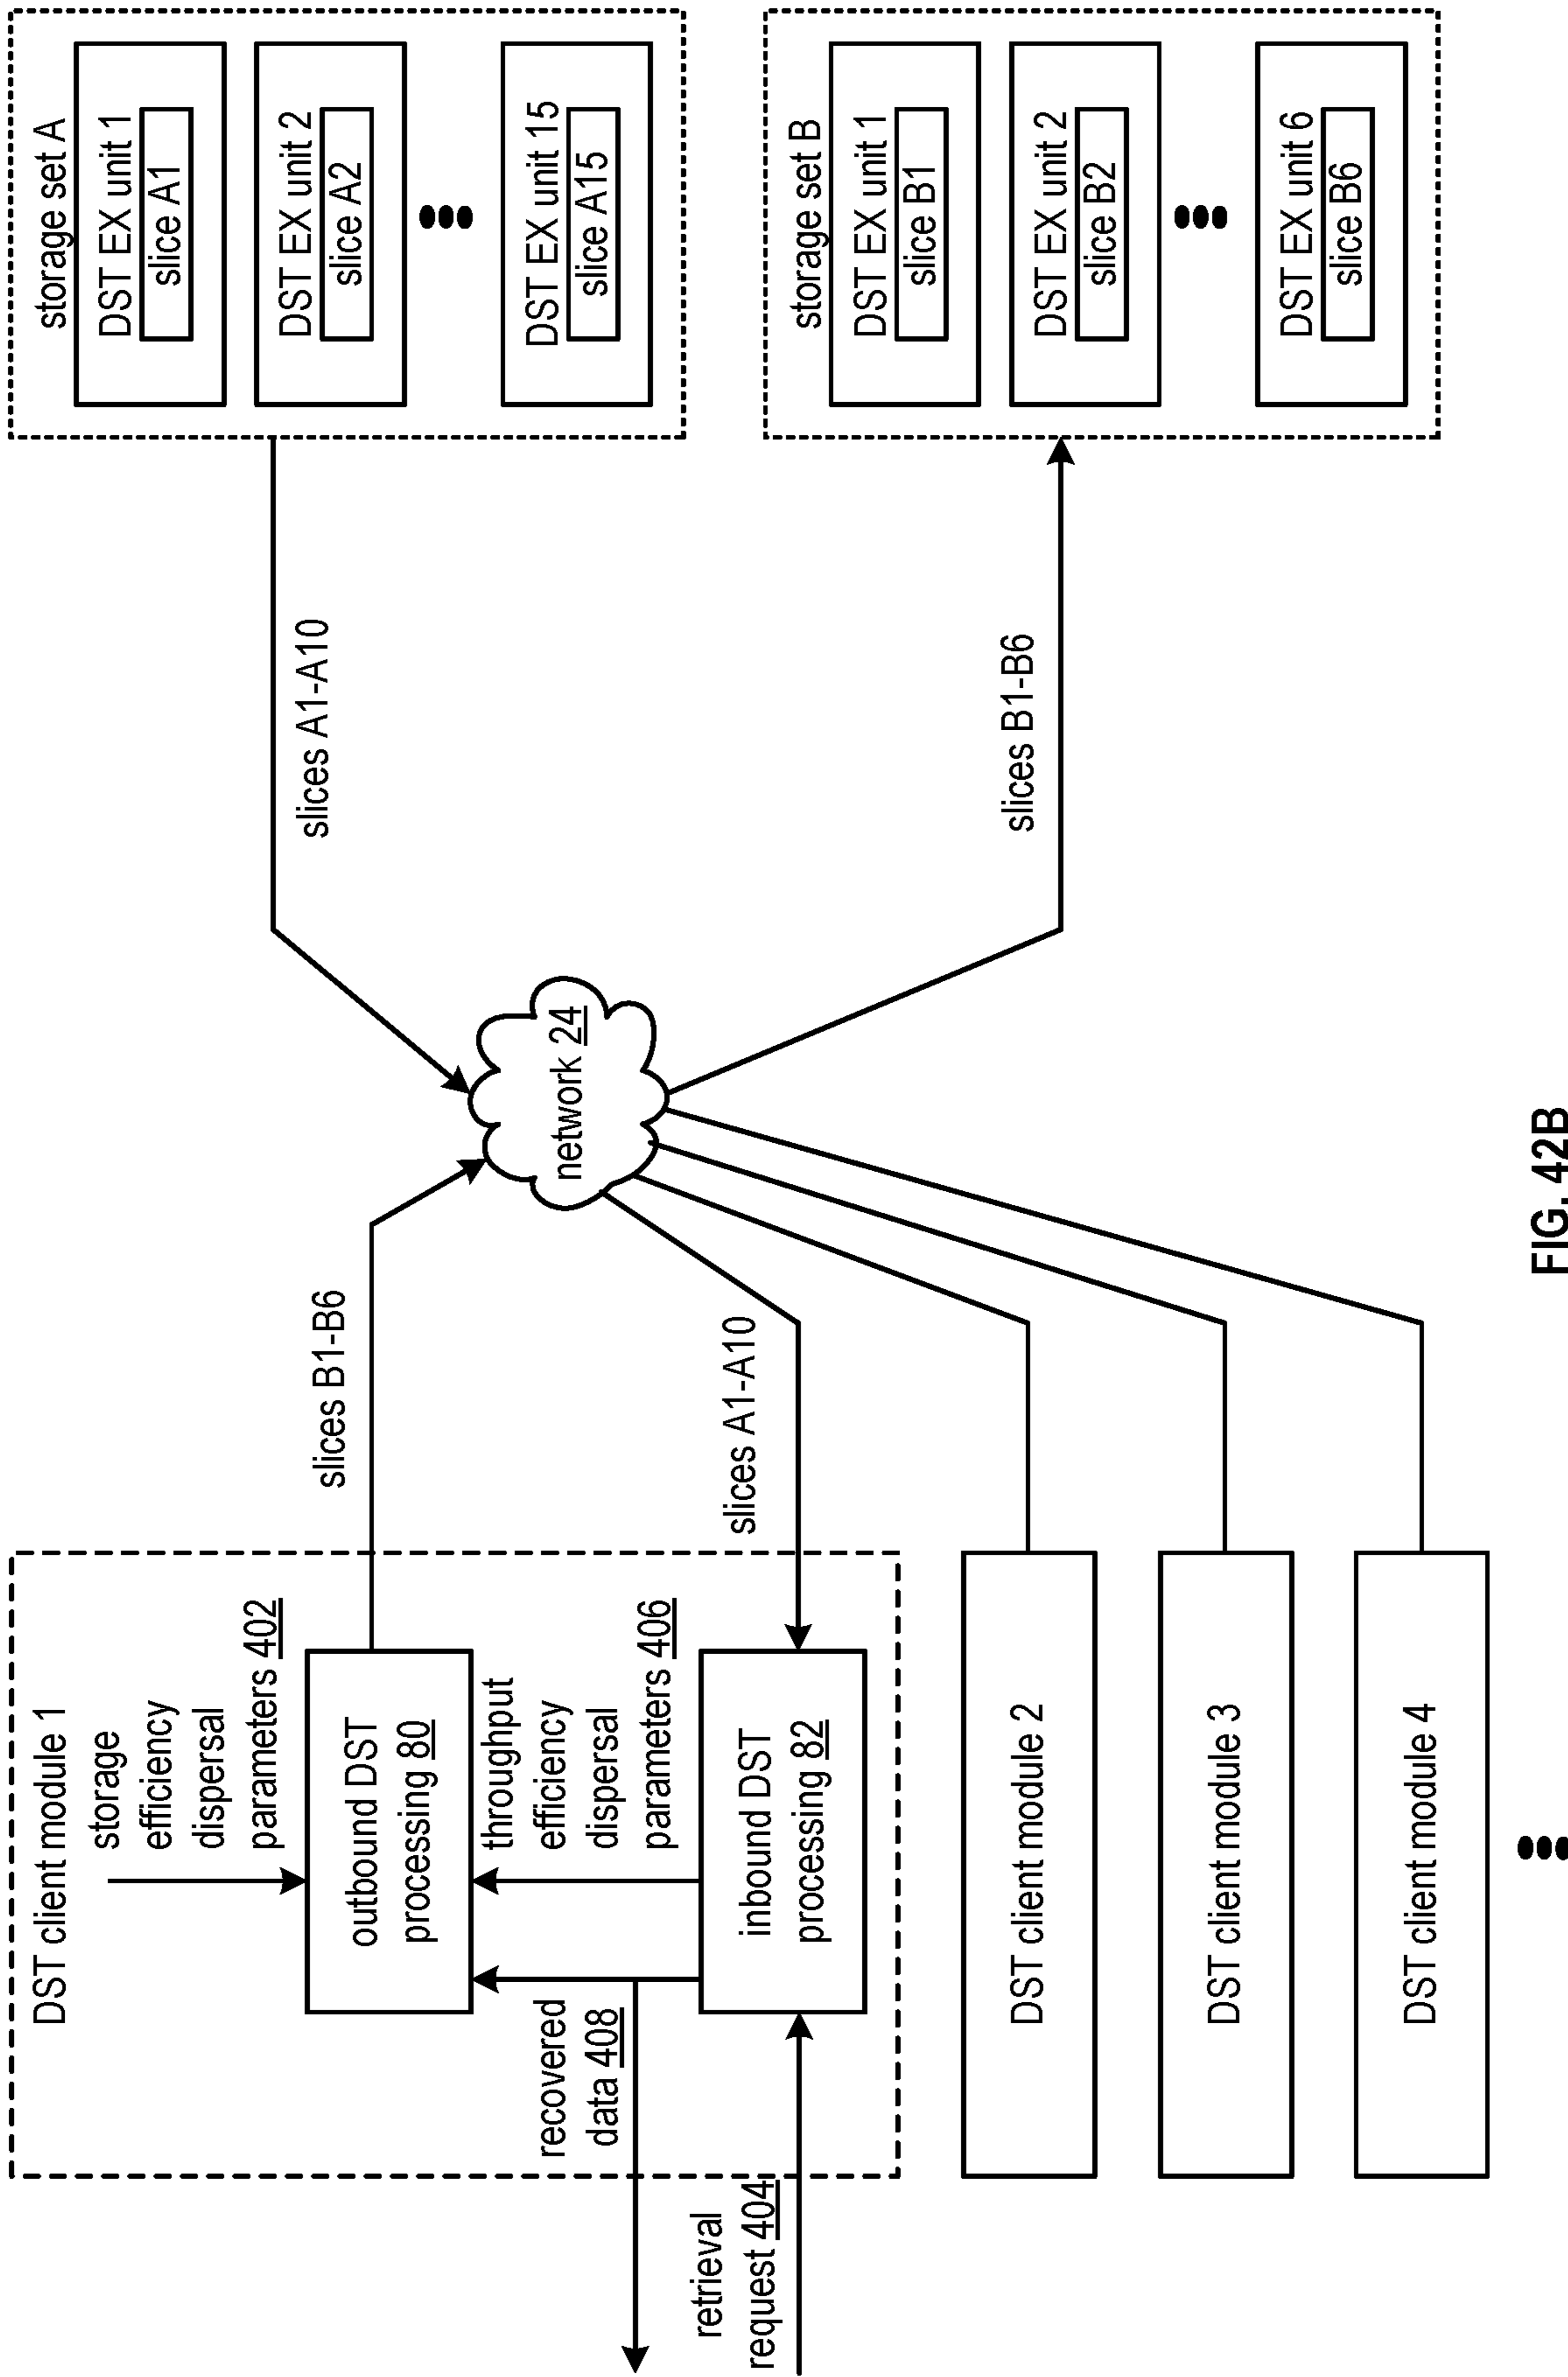 DST client module 1
storage
efficiency
dispersal
parameters 402
outbound DST
processing 80
throughput
efficiency
dispersal
parameters 406
inbound DST
processing 82
recovered
data 408
retrieval
request 404
slices B1-B6
slices A1-A10
network 24
slices A1-A10
slices B1-B6
storage set A
DST EX unit 1
slice A1
DST EX unit 2
slice A2
DST EX unit 15
slice A15
storage set B
DST EX unit 1
slice B1
DST EX unit 2
slice B2
DST EX unit 6
slice B6
DST client module 2
DST client module 3
DST client module 4
FIG. 42B